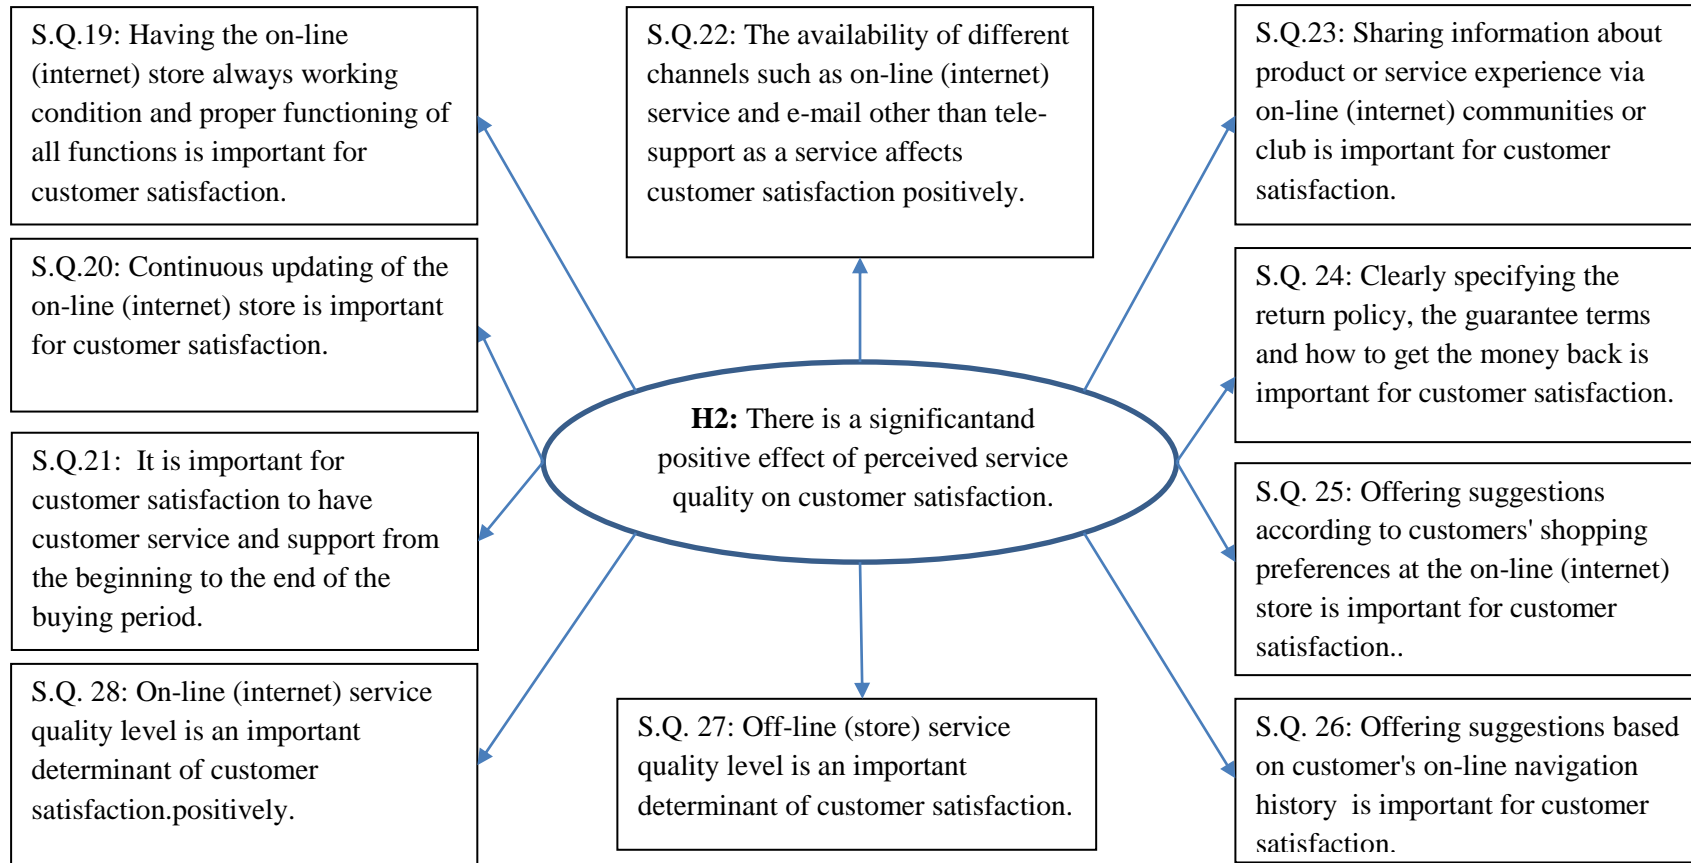 S.Q.19: Having the on-line
(internet) store always working
condition and proper functioning of
all functions is important for
customer satisfaction.
S.Q.22: The availability of different
channels such as on-line (internet)
service and e-mail other than tele-
support as a service affects
customer satisfaction positively.
S.Q.23: Sharing information about
product or service experience via
on-line (internet) communities or
club is important for customer
satisfaction.
S.Q.20: Continuous updating of the
on-line (internet) store is important
for customer satisfaction.
S.Q. 24: Clearly specifying the
return policy, the guarantee terms
and how to get the money back is
important for customer satisfaction.
H2: There is a significantand
positive effect of perceived service
quality on customer satisfaction.
S.Q.21:  It is important for
customer satisfaction to have
customer service and support from
the beginning to the end of the
buying period.
S.Q. 25: Offering suggestions
according to customers' shopping
preferences at the on-line (internet)
store is important for customer
satisfaction..
S.Q. 28: On-line (internet) service
quality level is an important
determinant of customer
satisfaction.positively.
S.Q. 27: Off-line (store) service
quality level is an important
determinant of customer satisfaction.
S.Q. 26: Offering suggestions based
on customer's on-line navigation
history  is important for customer
satisfaction.